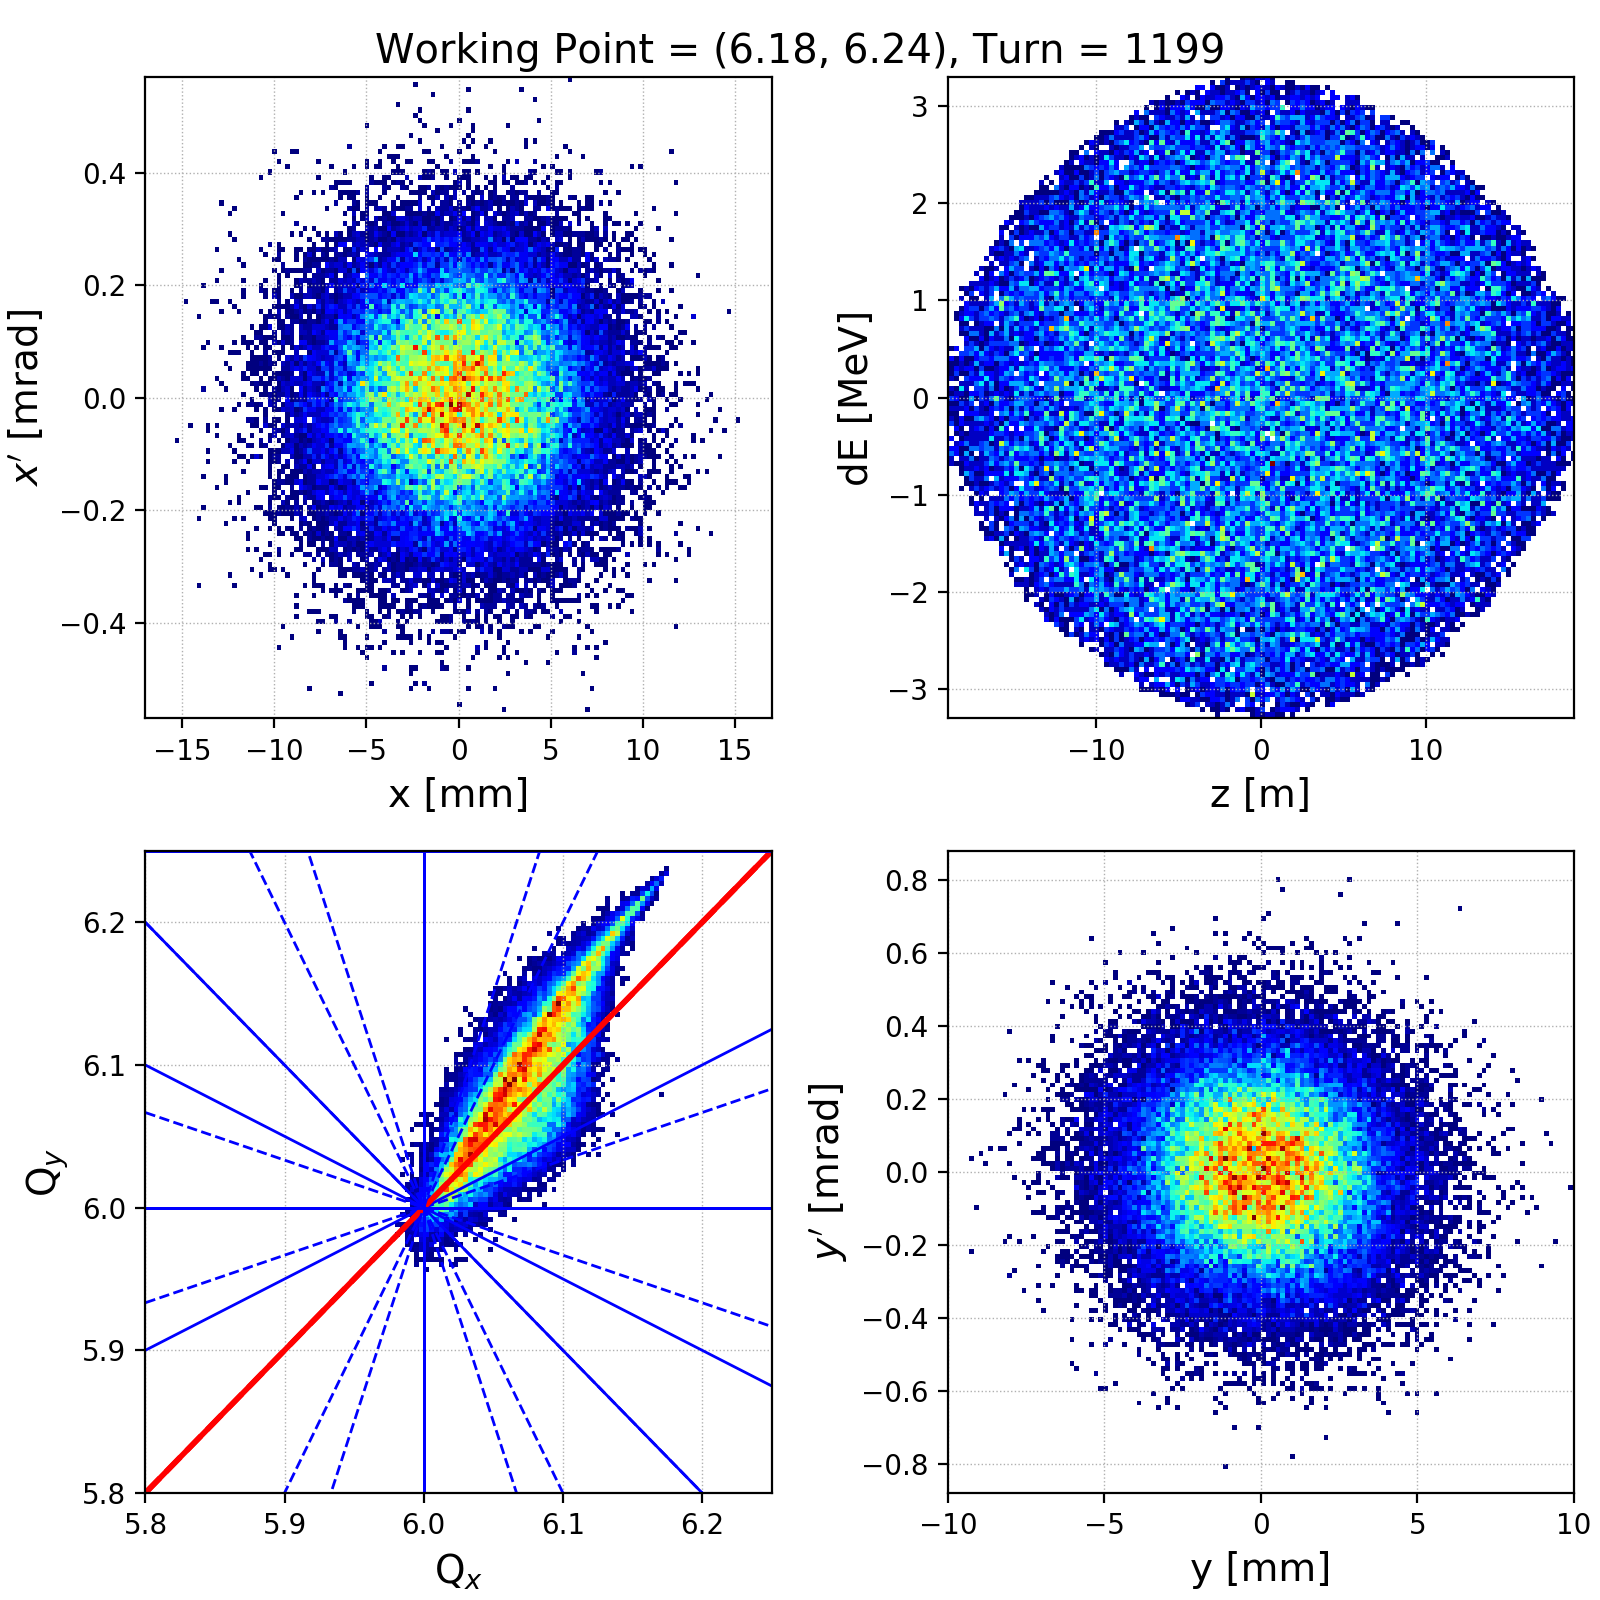 Working Point = (6.18, 6.24), Turn = 1199
0.4
0.2
0.0
−0.2
−0.4
x′ [mrad]
−15 −10 −5 0 5 10 15
x [mm]
3
2
1
0
−1
−2
−3
dE [MeV]
−10 0 10
z [m]
6.2
6.1
6.0
5.9
5.8
Qy
5.8 5.9 6.0 6.1 6.2
Qx
0.8
0.6
0.4
0.2
0.0
−0.2
−0.4
−0.6
−0.8
y′ [mrad]
−10 −5 0 5 10
y [mm]